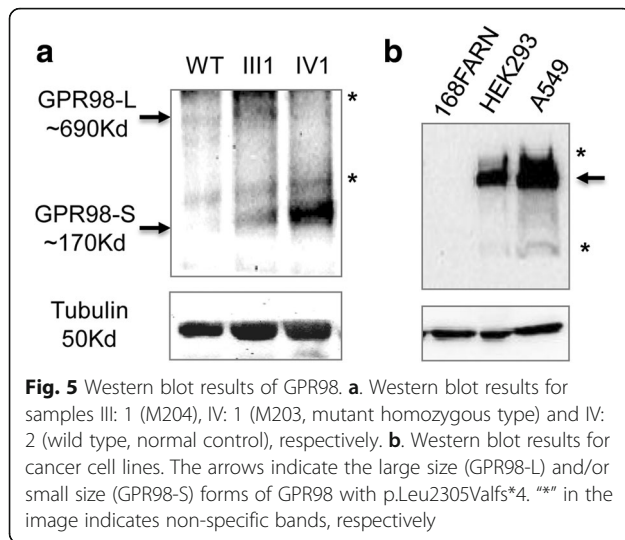 a
b
WT III1 IV1
168FARN HEK293 A549
GPR98-L
~690Kd
*
*
GPR98-S
~170Kd
*
*
Tubulin
50Kd
Fig. 5 Western blot results of GPR98. a. Western blot results for
samples III: 1 (M204), IV: 1 (M203, mutant homozygous type) and IV:
2 (wild type, normal control), respectively. b. Western blot results for
cancer cell lines. The arrows indicate the large size (GPR98-L) and/or
small size (GPR98-S) forms of GPR98 with p.Leu2305Valfs*4. “*” in the
image indicates non-specific bands, respectively